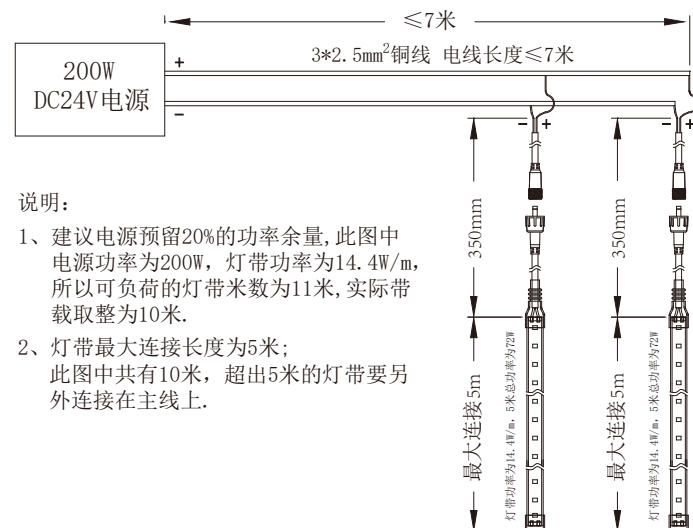 ≤7米
3*2.5mm²铜线 电线长度≤7米
200W
DC24V电源
+
-
- +
- +
350mm
350mm
说明:
1、建议电源预留20%的功率余量,此图中
电源功率为200W，灯带功率为14.4W/m,
所以可负荷的灯带米数为11米,实际带
载取整为10米.
2、灯带最大连接长度为5米;
此图中共有10米，超出5米的灯带要另
外连接在主线上.
最大连接5m
灯带功率为14.4W/m，5米总功率为72W
最大连接5m
灯带功率为14.4W/m，5米总功率为72W